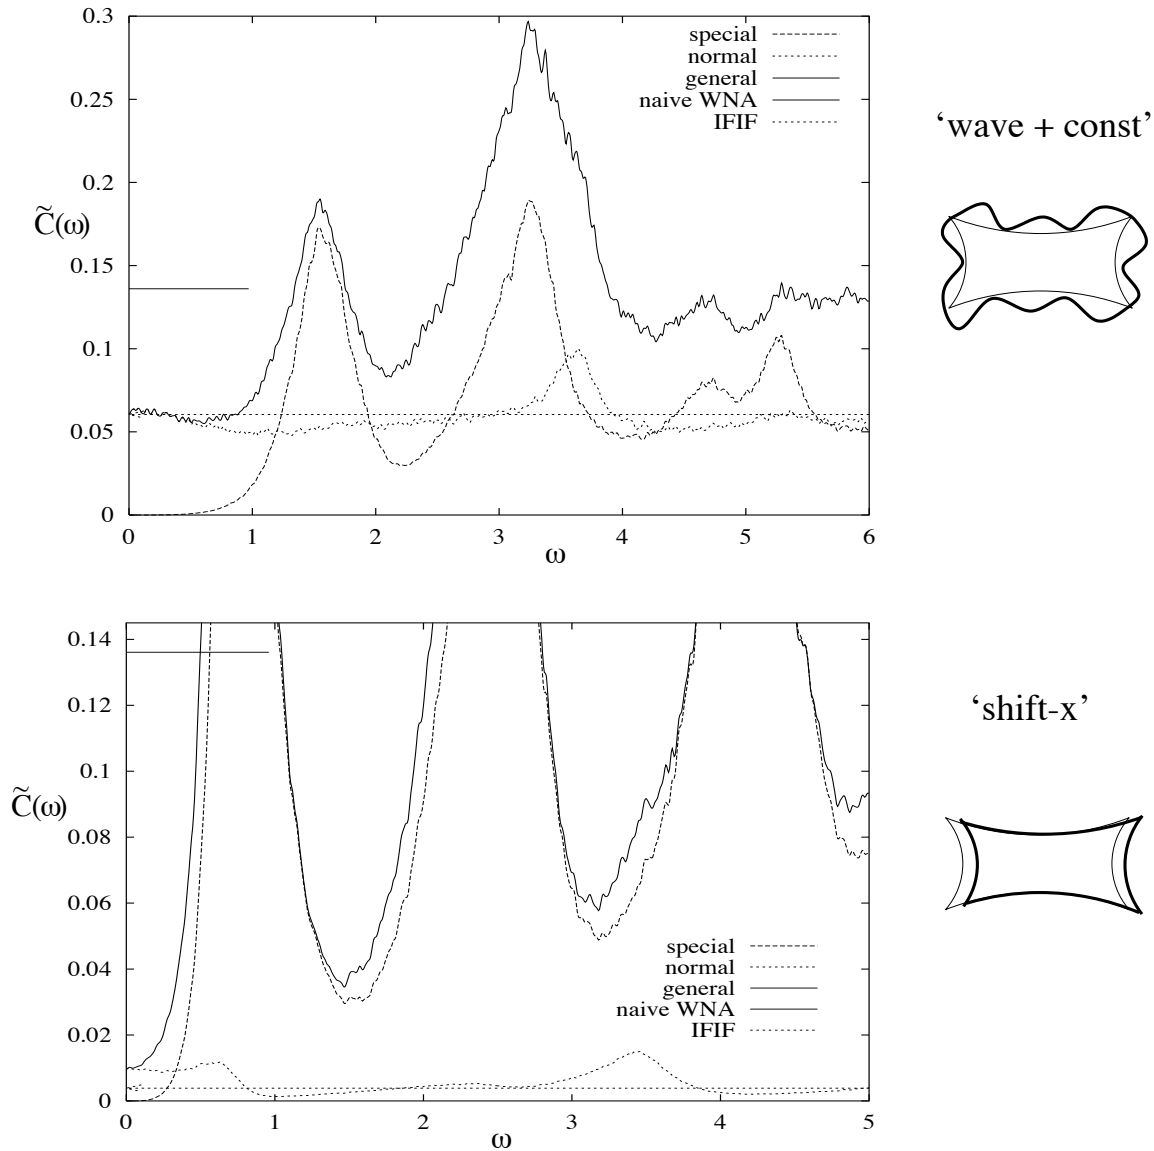 0.3
special
normal
general
naive WNA
IFIF
0.25
0.2
C̃(ω)
0.15
0.1
0.05
0
0 1 2 3 4 5 6
ω
‘wave + const’
0.14
0.12
0.1
C̃(ω)
0.08
0.06
special
normal
general
naive WNA
IFIF
0.04
0.02
0
0 1 2 3 4 5
ω
‘shift-x’